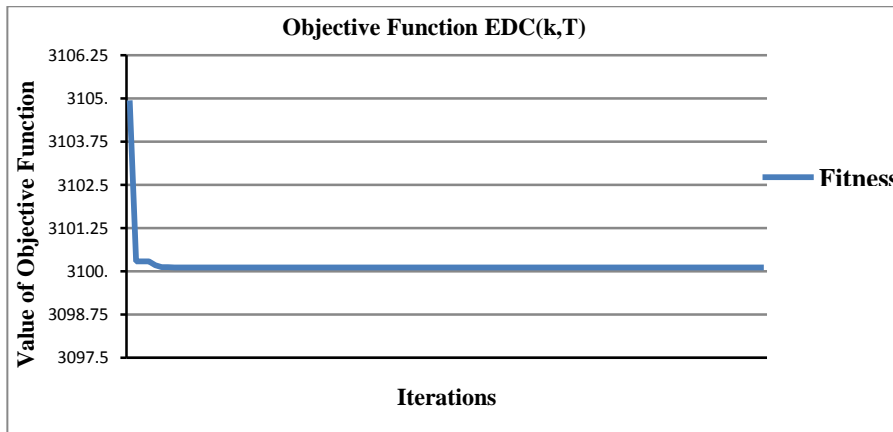 Objective Function EDC(k,T)
Value of Objective Function
3106.25
3105.
3103.75
3102.5
3101.25
3100.
3098.75
3097.5
Iterations
Fitness